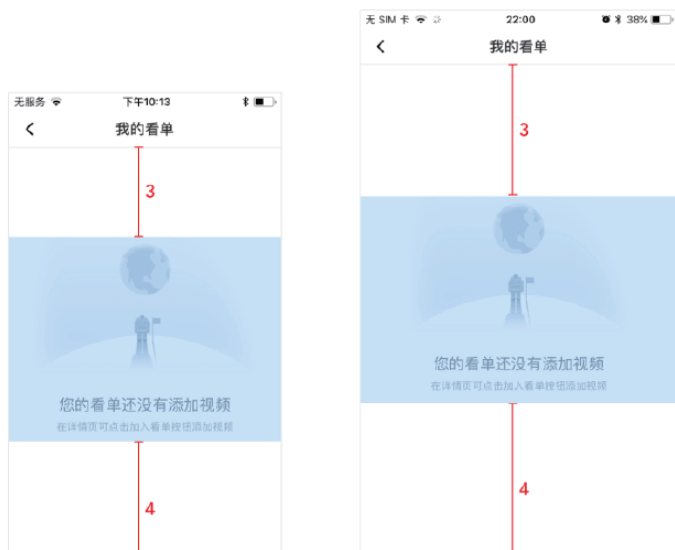 无服务
下午10:13
我的看单
3
您的看单还没有添加视频
在详情页可点击加入看单按钮添加视频
4
无 SIM 卡
22:00
38%
我的看单
3
您的看单还没有添加视频
在详情页可点击加入看单按钮添加视频
4